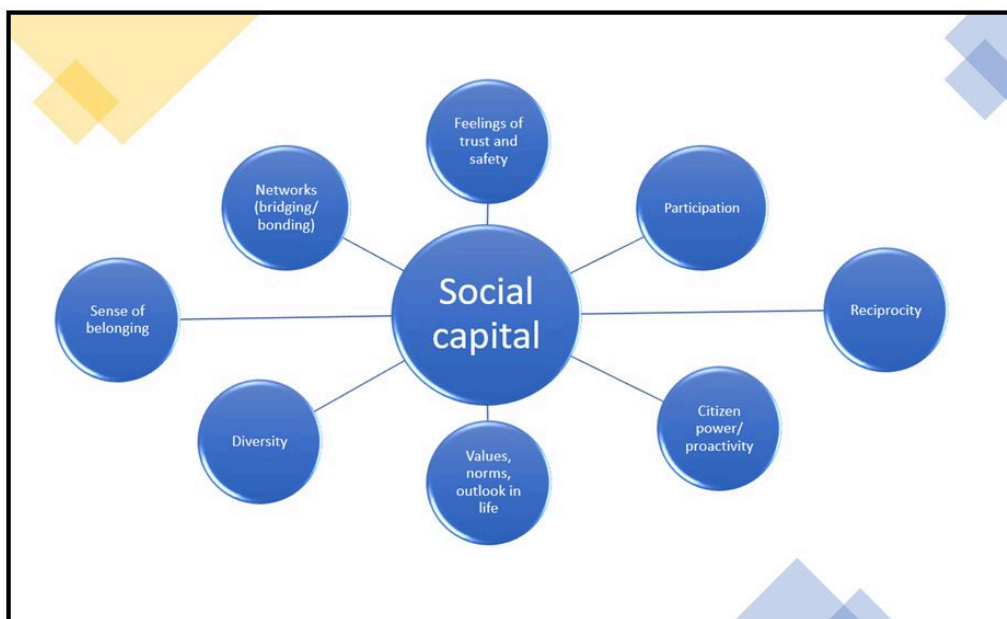 Feelings of
trust and
safety
Networks
(bridging/
bonding)
Participation
Social
capital
Sense of
belonging
Reciprocity
Diversity
Citizen
power/
proactivity
Values,
norms,
outlook in
life